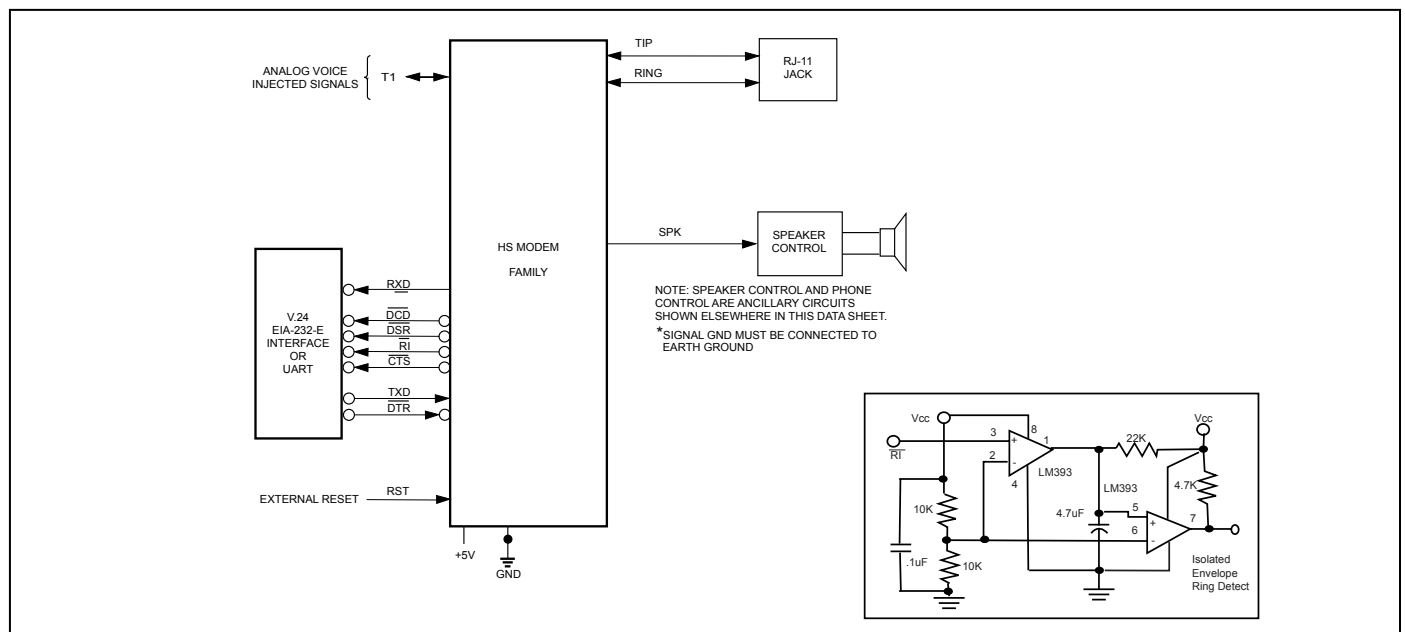 ANALOG VOICE
INJECTED SIGNALS
T1
TIP
RING
RJ-11
JACK
HS MODEM
FAMILY
SPK
SPEAKER
CONTROL
NOTE: SPEAKER CONTROL AND PHONE
CONTROL ARE ANCILLARY CIRCUITS
SHOWN ELSEWHERE IN THIS DATA SHEET.
*SIGNAL GND MUST BE CONNECTED TO
EARTH GROUND
V.24
EIA-232-E
INTERFACE
OR
UART
RXD
DCD
DSR
RI
CTS
TXD
DTR
EXTERNAL RESET
RST
+5V
GND
Vcc
RI
3
+
2
-
8
1
4
LM393
22K
Vcc
4.7K
LM393
10K
4.7uF
5
+
6
-
7
.1uF
10K
Isolated
Envelope
Ring Detect